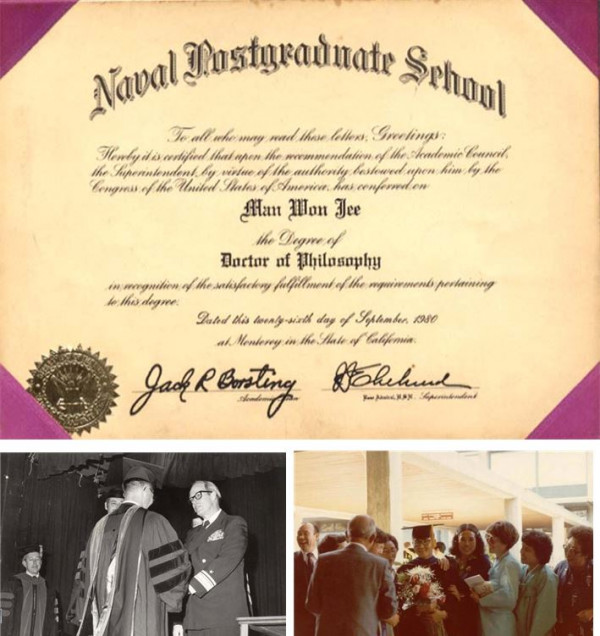 Naval Postgraduate School
To all who may read these letters, Greetings:
Hereby it is certified that upon the recommendation of the Academic Council,
the Superintendent, by virtue of the authority bestowed upon him by the
Congress of the United States of America, has conferred on
Man Won Jee
the Degree of
Doctor of Philosophy
in recognition of the satisfactory fulfillment of the requirements pertaining
to this degree.
Dated this twenty-sixth day of September, 1980
at Monterey in the State of California.
Jack R Borsting
Academic
Rear Admiral, U.S.N. Superintendent